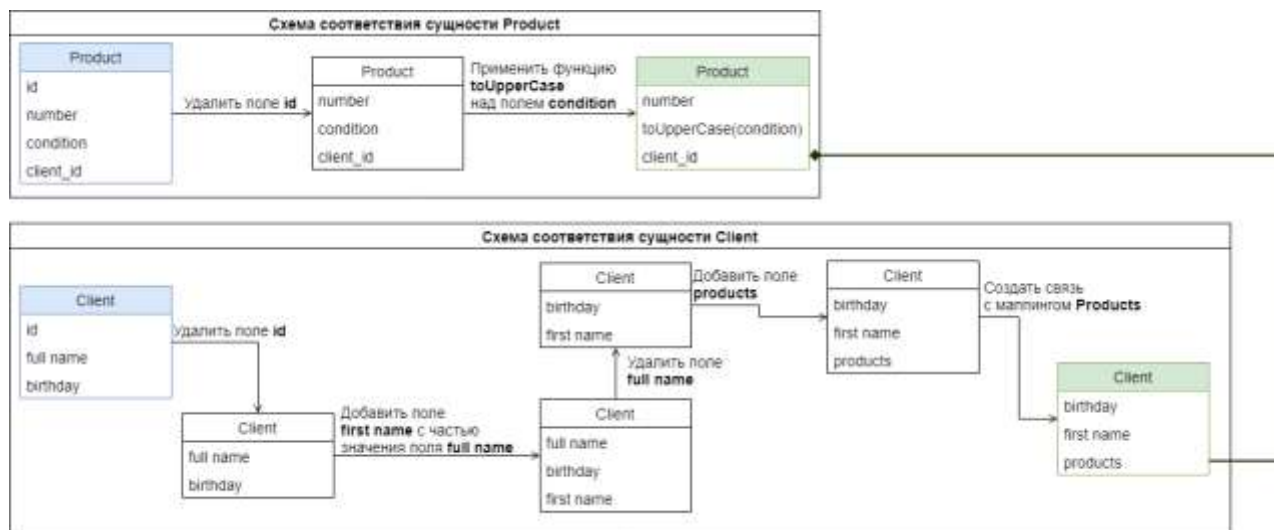 Схема соответствия сущности Product
Product
id
number
condition
client_id
Удалить поле id
Product
number
condition
client_id
Применить функцию
toUpperCase
над полем condition
Product
number
toUpperCase(condition)
client_id
Схема соответствия сущности Client
Client
id
full name
birthday
Удалить поле id
Client
full name
birthday
Добавить поле
first name с частью
значения поля full name
Client
full name
birthday
first name
Удалить поле
full name
Client
birthday
first name
Добавить поле
products
Client
birthday
first name
products
Создать связь
с маппингом Products
Client
birthday
first name
products